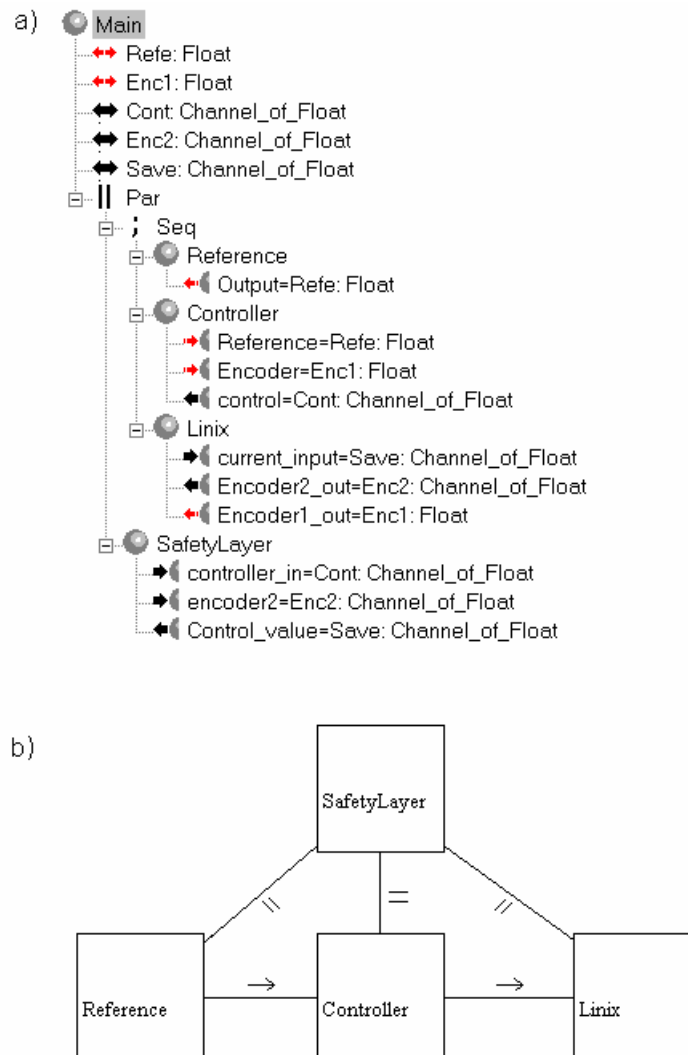 a)
Main
Refe: Float
Enc1: Float
Cont: Channel_of_Float
Enc2: Channel_of_Float
Save: Channel_of_Float
|| Par
; Seq
Reference
Output=Refe: Float
Controller
Reference=Refe: Float
Encoder=Enc1: Float
control=Cont: Channel_of_Float
Linix
current_input=Save: Channel_of_Float
Encoder2_out=Enc2: Channel_of_Float
Encoder1_out=Enc1: Float
SafetyLayer
controller_in=Cont: Channel_of_Float
encoder2=Enc2: Channel_of_Float
Control_value=Save: Channel_of_Float
b)
SafetyLayer
Reference
Controller
Linix